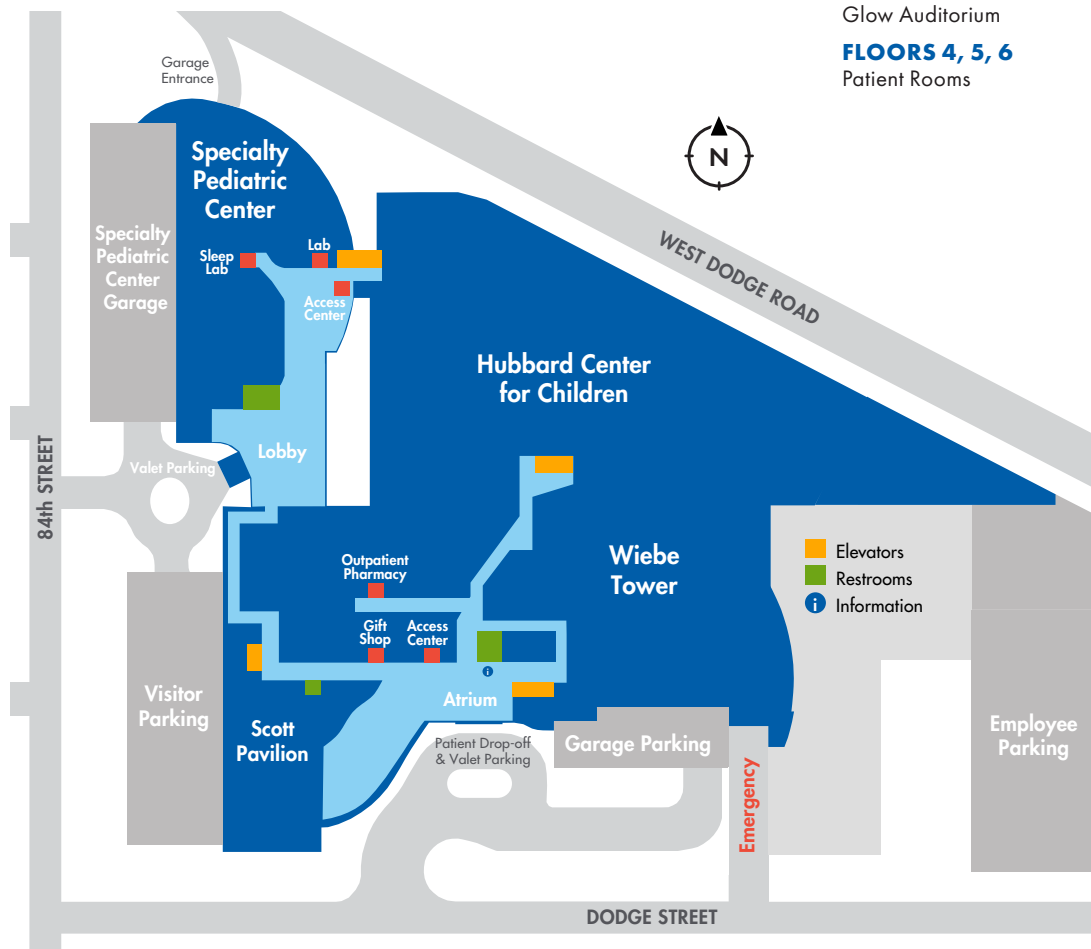 Glow Auditorium
FLOORS 4, 5, 6
Patient Rooms
Garage
Entrance
N
Specialty
Pediatric
Center
WEST DODGE ROAD
Specialty
Pediatric
Center
Garage
Sleep
Lab
Lab
Access
Center
Hubbard Center
for Children
Lobby
Valet Parking
84th STREET
Outpatient
Pharmacy
Wiebe
Tower
Elevators
Restrooms
i Information
Gift
Shop
Access
Center
i
Visitor
Parking
Atrium
Scott
Pavilion
Patient Drop-off
& Valet Parking
Garage Parking
Emergency
Employee
Parking
DODGE STREET